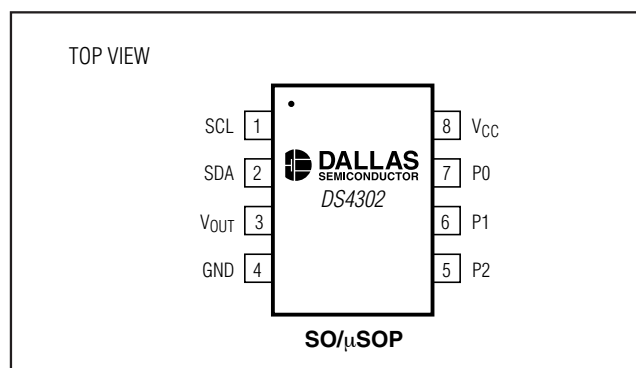 TOP VIEW
SCL 1
SDA 2
VOUT 3
GND 4
DALLAS
SEMICONDUCTOR
DS4302
8 VCC
7 P0
6 P1
5 P2
SO/μSOP